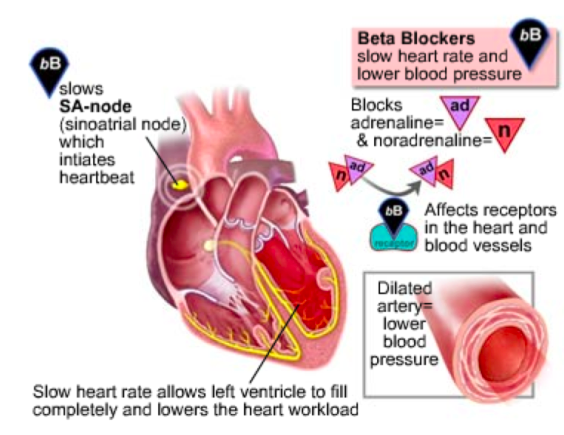 bB
slows
SA-node
(sinoatrial node)
which
intiates
heartbeat
Beta Blockers
slow heart rate and
lower blood pressure
bB
Blocks
adrenaline=
ad
& noradrenaline=
n
n
ad
ad
n
bB
receptor
Affects receptors
in the heart and
blood vessels
Dilated
artery=
lower
blood
pressure
Slow heart rate allows left ventricle to fill
completely and lowers the heart workload